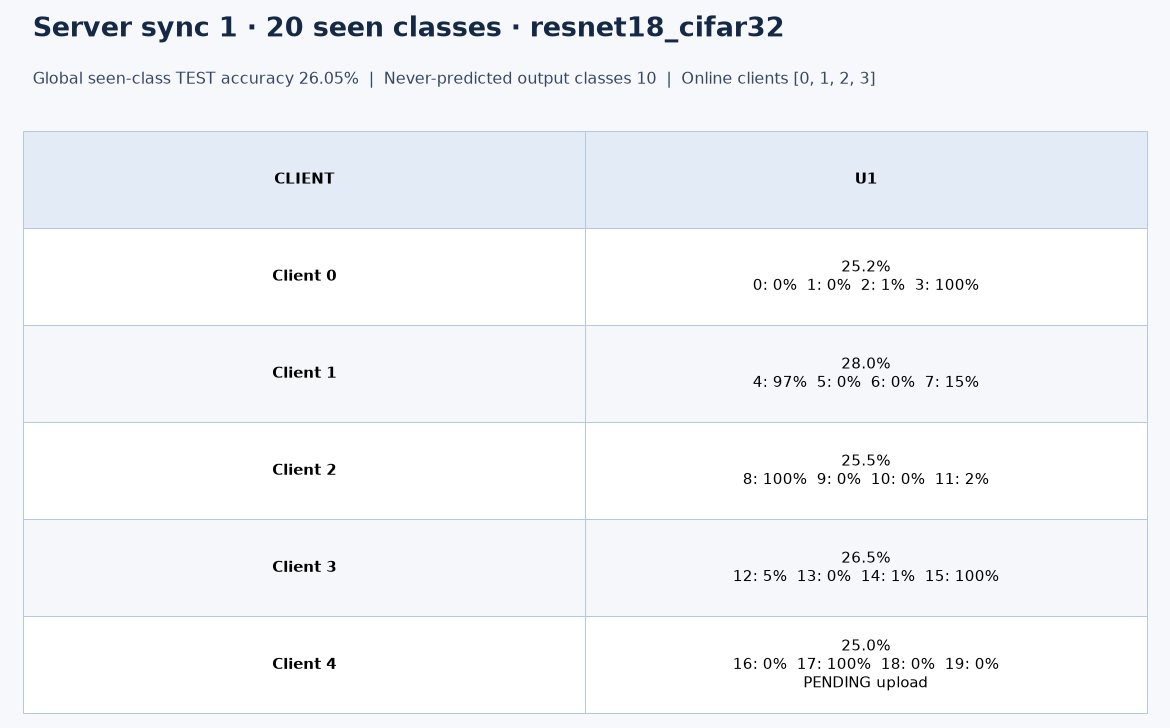 Server sync 1 · 20 seen classes · resnet18_cifar32
Global seen-class TEST accuracy 26.05%  |  Never-predicted output classes 10  |  Online clients [0, 1, 2, 3]
CLIENT
U1
Client 0
25.2%
0: 0%  1: 0%  2: 1%  3: 100%
Client 1
28.0%
4: 97%  5: 0%  6: 0%  7: 15%
Client 2
25.5%
8: 100%  9: 0%  10: 0%  11: 2%
Client 3
26.5%
12: 5%  13: 0%  14: 1%  15: 100%
Client 4
25.0%
16: 0%  17: 100%  18: 0%  19: 0%
PENDING upload